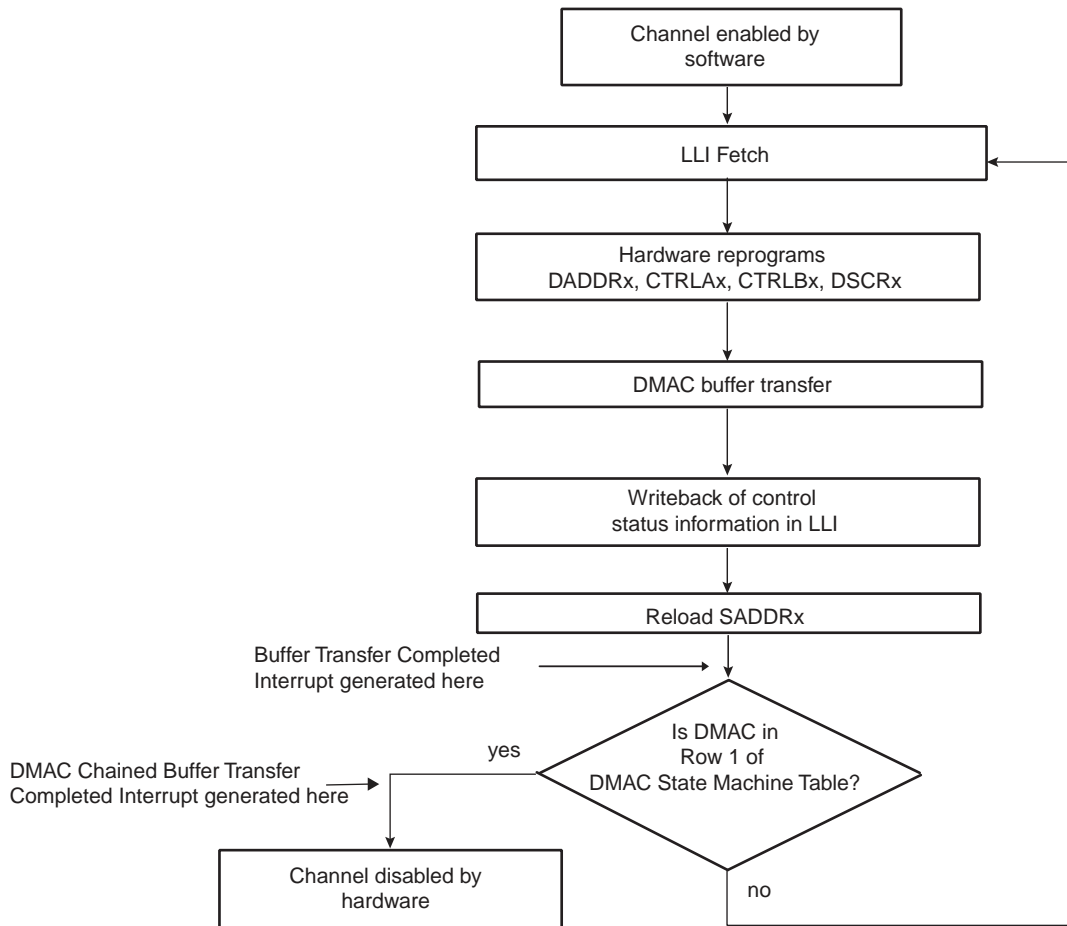 Channel enabled by
software
LLI Fetch
Hardware reprograms
DADDRx, CTRLAx, CTRLBx, DSCRx
DMAC buffer transfer
Writeback of control
status information in LLI
Reload SADDRx
Buffer Transfer Completed
Interrupt generated here
Is DMAC in
Row 1 of
DMAC State Machine Table?
yes
DMAC Chained Buffer Transfer
Completed Interrupt generated here
Channel disabled by
hardware
no